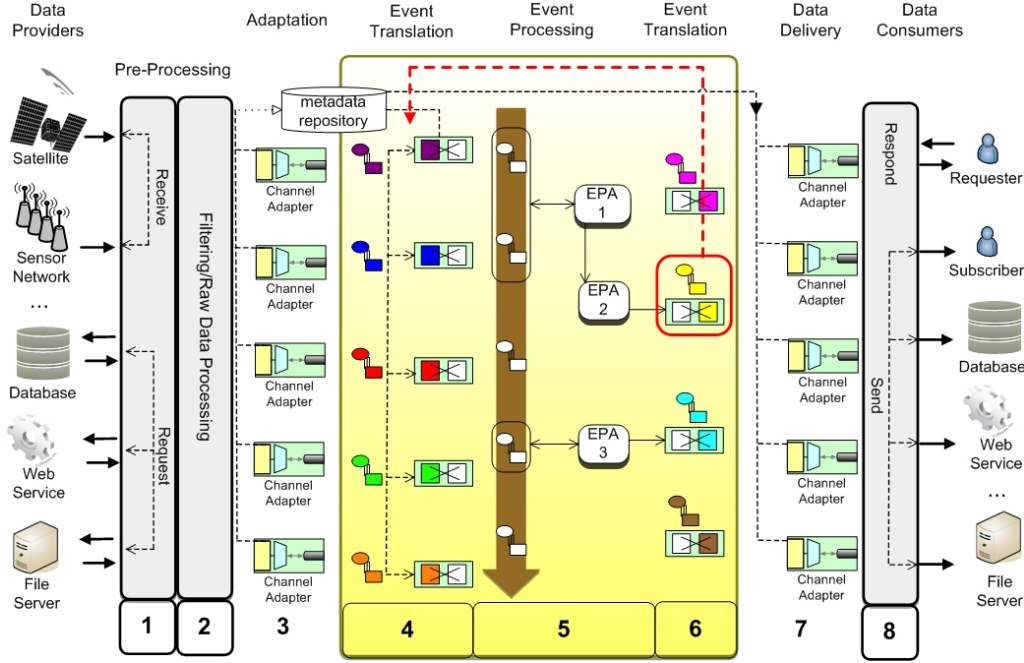 Data
Providers
Adaptation
Event
Translation
Event
Processing
Event
Translation
Data
Delivery
Data
Consumers
Pre-Processing
metadata
repository
Satellite
Sensor
Network
...
Database
Web
Service
File
Server
Receive
Request
Filtering/Raw Data Processing
Channel
Adapter
Channel
Adapter
Channel
Adapter
Channel
Adapter
Channel
Adapter
EPA
1
EPA
2
EPA
3
Channel
Adapter
Channel
Adapter
Channel
Adapter
Channel
Adapter
Channel
Adapter
Respond
Send
Requester
Subscriber
Database
Web
Service
...
File
Server
1
2
3
4
5
6
7
8